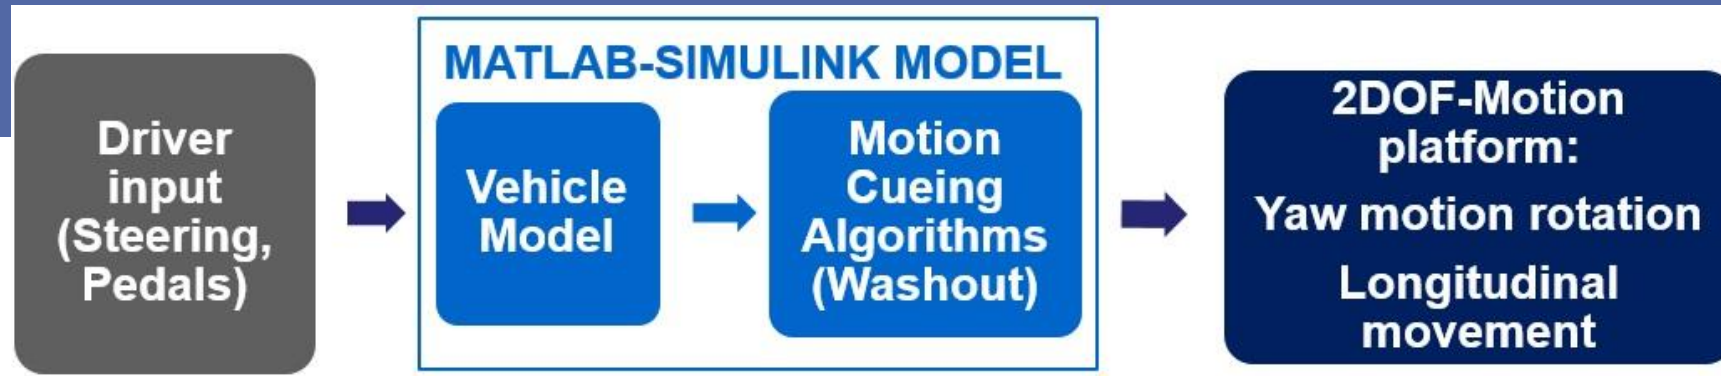 Driver
input
(Steering,
Pedals)
MATLAB-SIMULINK MODEL
Vehicle
Model
Motion
Cueing
Algorithms
(Washout)
2DOF-Motion
platform:
Yaw motion rotation
Longitudinal
movement